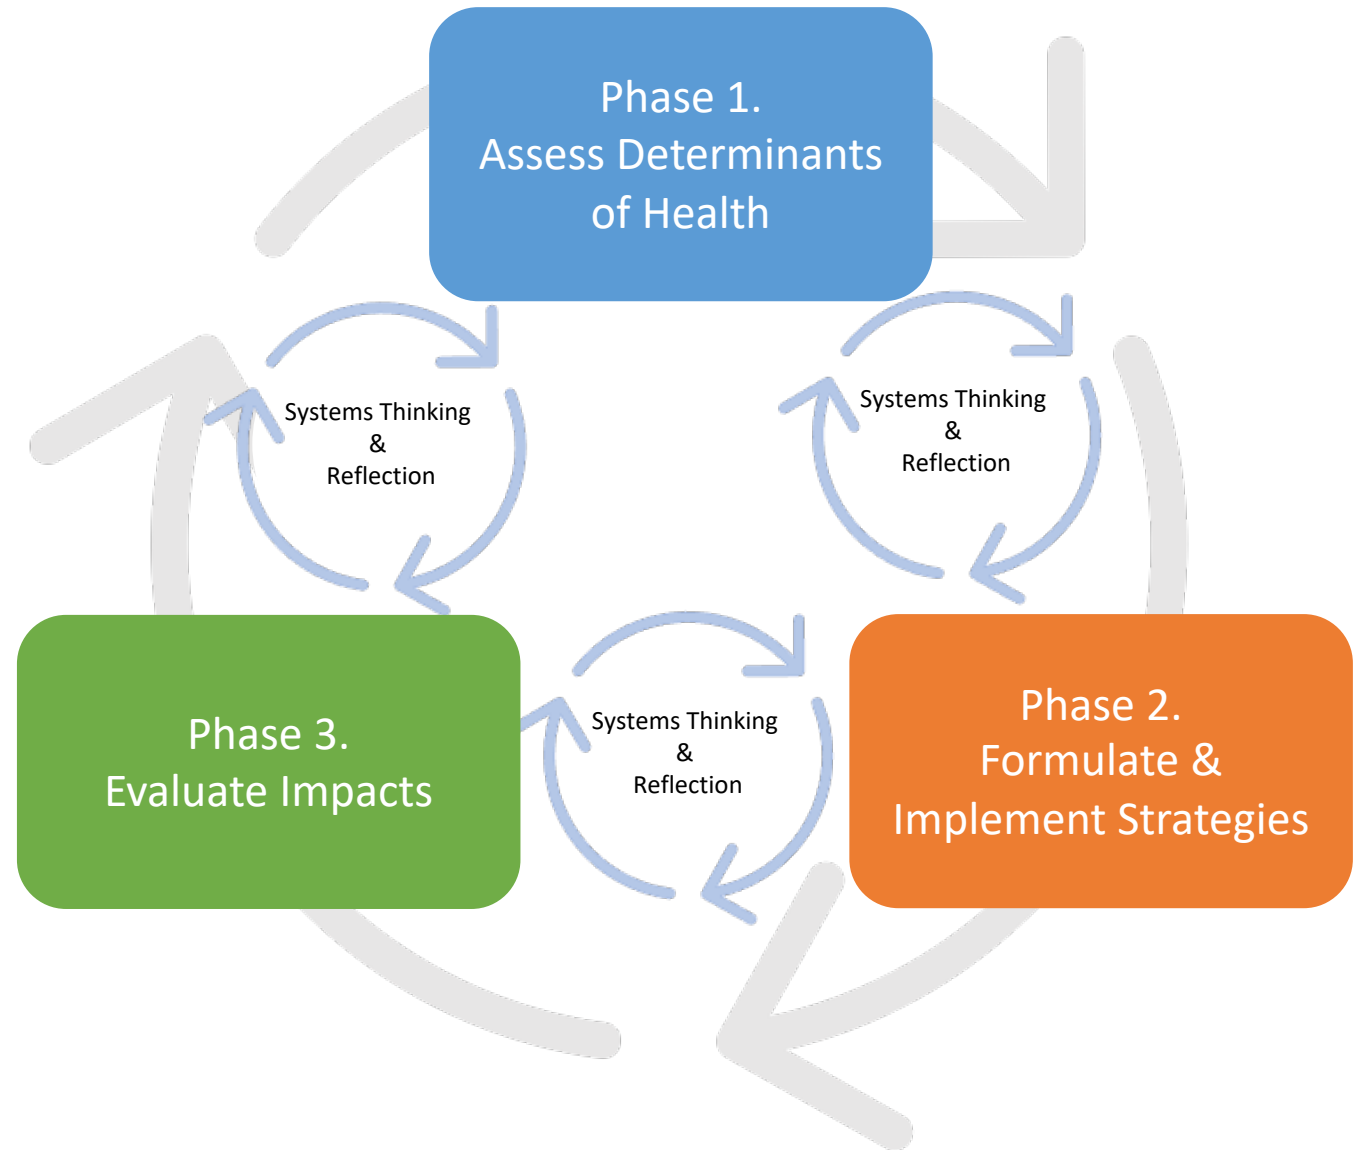 Phase 1.
Assess Determinants
of Health
Systems Thinking
&
Reflection
Systems Thinking
&
Reflection
Phase 3.
Evaluate Impacts
Systems Thinking
&
Reflection
Phase 2.
Formulate &
Implement Strategies